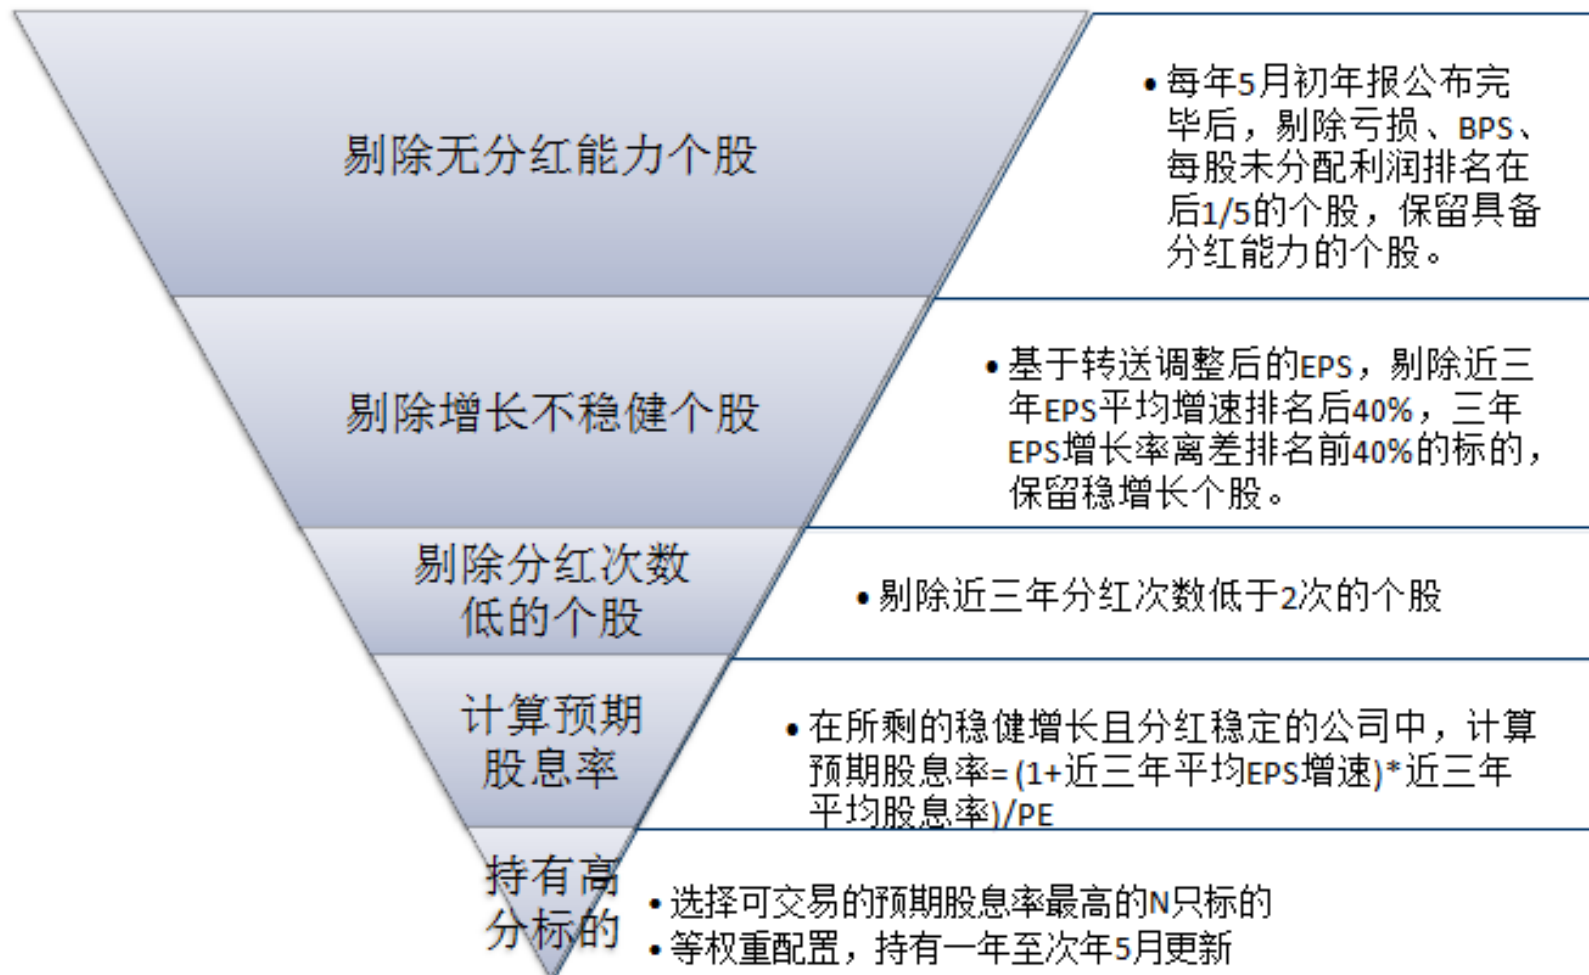 剔除无分红能力个股
• 每年5月初年报公布完
毕后，剔除亏损、BPS、
每股未分配利润排名在
后1/5的个股，保留具备
分红能力的个股。
剔除增长不稳健个股
• 基于转送调整后的EPS，剔除近三
年EPS平均增速排名后40%，三年
EPS增长率离差排名前40%的标的，
保留稳增长个股。
剔除分红次数
低的个股
• 剔除近三年分红次数低于2次的个股
计算预期
股息率
• 在所剩的稳健增长且分红稳定的公司中，计算
预期股息率= (1+近三年平均EPS增速)*近三年
平均股息率)/PE
持有高
分标的
• 选择可交易的预期股息率最高的N只标的
• 等权重配置，持有一年至次年5月更新